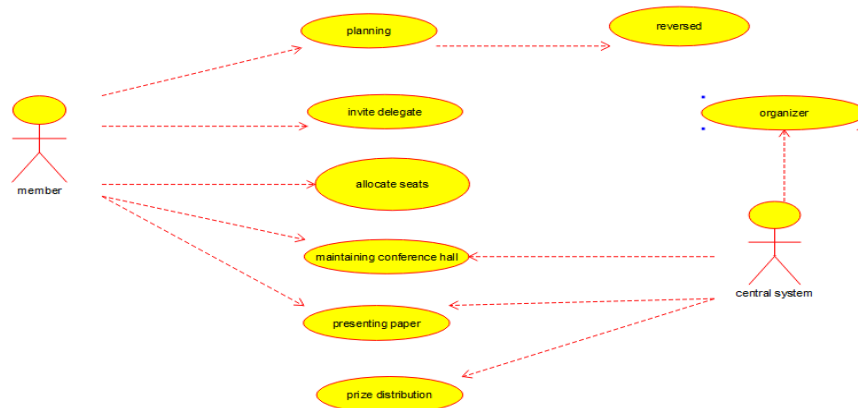 planning
reversed
invite delegate
organizer
member
allocate seats
maintaining conference hall
central system
presenting paper
prize distribution